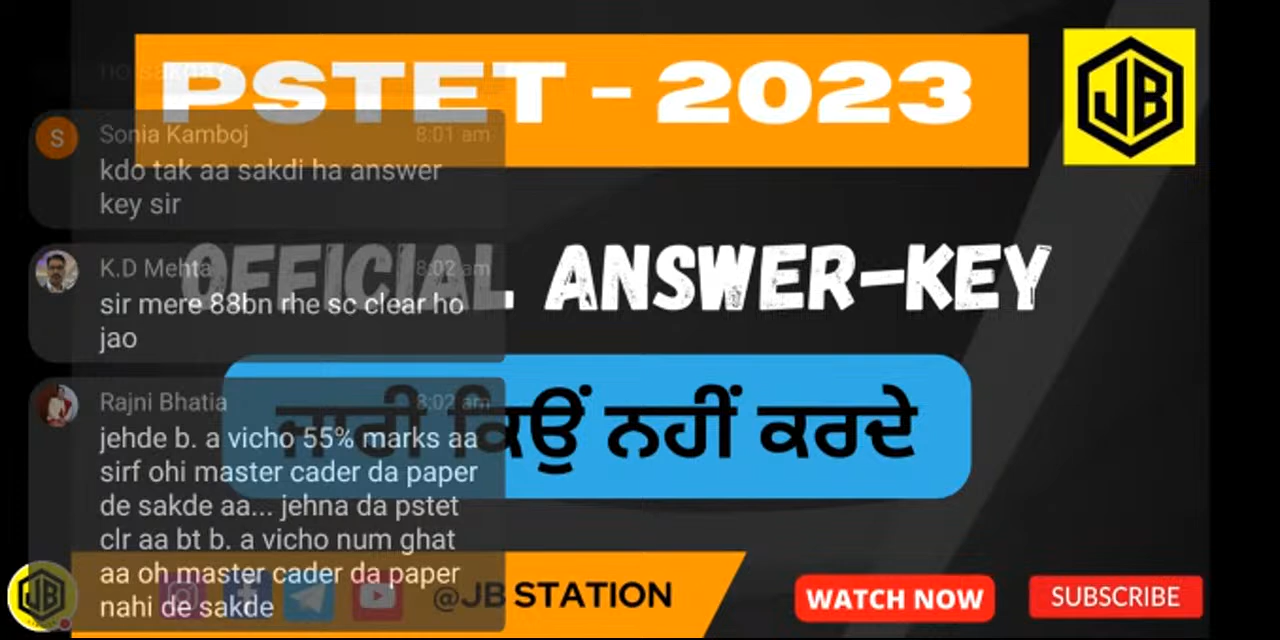 PSTET - 2023
JB
Sonia Kamboj 8:01 am
kdo tak aa sakdi ha answer
key sir
OFFICIAL ANSWER-KEY
K.D Mehta 8:02 am
sir mere 88bn rhe sc clear ho
jao
ਜਾਰੀ ਕਿਉਂ ਨਹੀਂ ਕਰਦੇ
Rajni Bhatia 8:02 am
jehde b. a vicho 55% marks aa
sirf ohi master cader da paper
de sakde aa... jehna da pstet
clr aa bt b. a vicho num ghat
aa oh master cader da paper
nahi de sakde
@JB STATION
WATCH NOW
SUBSCRIBE